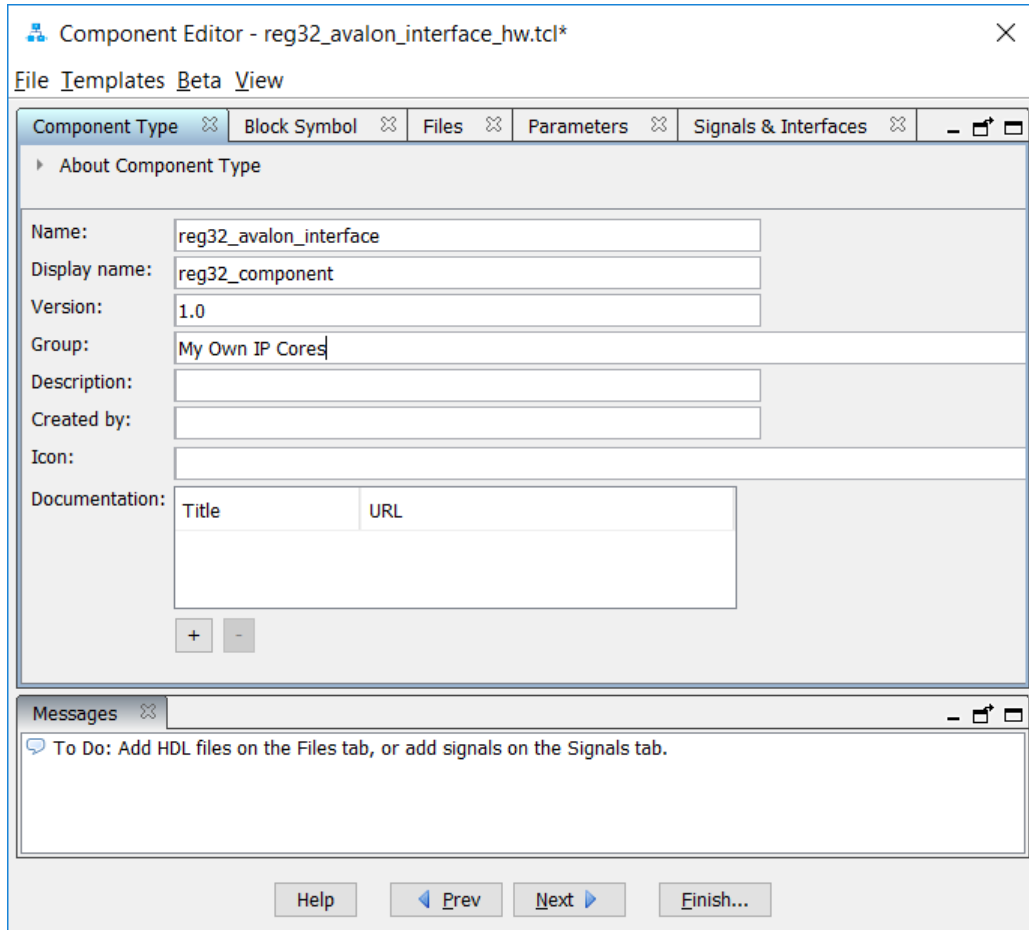 Component Editor - reg32_avalon_interface_hw.tcl*
File Templates Beta View
Component Type Block Symbol Files Parameters Signals & Interfaces
About Component Type
Name: reg32_avalon_interface
Display name: reg32_component
Version: 1.0
Group: My Own IP Cores
Description:
Created by:
Icon:
Documentation: Title URL
+ -
Messages
To Do: Add HDL files on the Files tab, or add signals on the Signals tab.
Help Prev Next Finish...